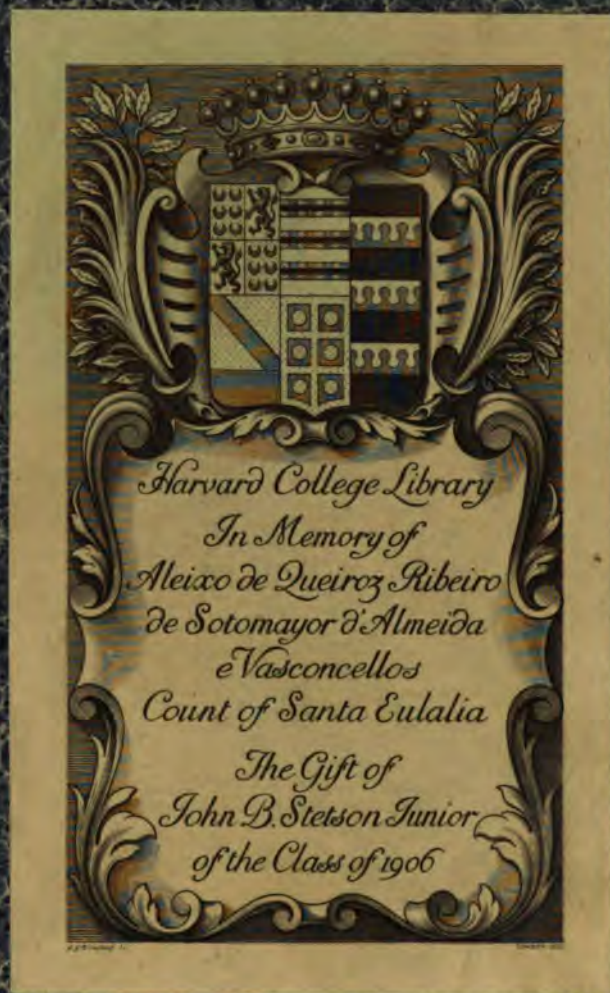 Harvard College Library
In Memory of
Aleixo de Queiroz Ribeiro
de Sotomayor d'Almeida
e Vasconcellos
Count of Santa Eulalia
The Gift of
John B. Stetson Junior
of the Class of 1906